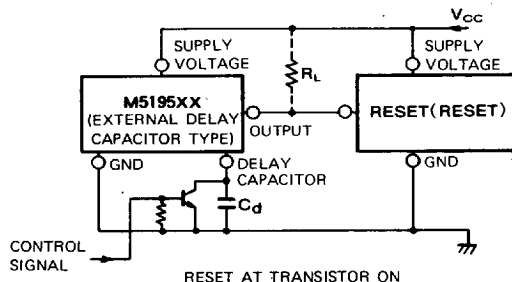 VCC
SUPPLY
VOLTAGE
RL
SUPPLY
VOLTAGE
M5195XX
(EXTERNAL DELAY
CAPACITOR TYPE)
OUTPUT
RESET(RESET)
GND
DELAY
CAPACITOR
GND
Cd
CONTROL
SIGNAL
RESET AT TRANSISTOR ON